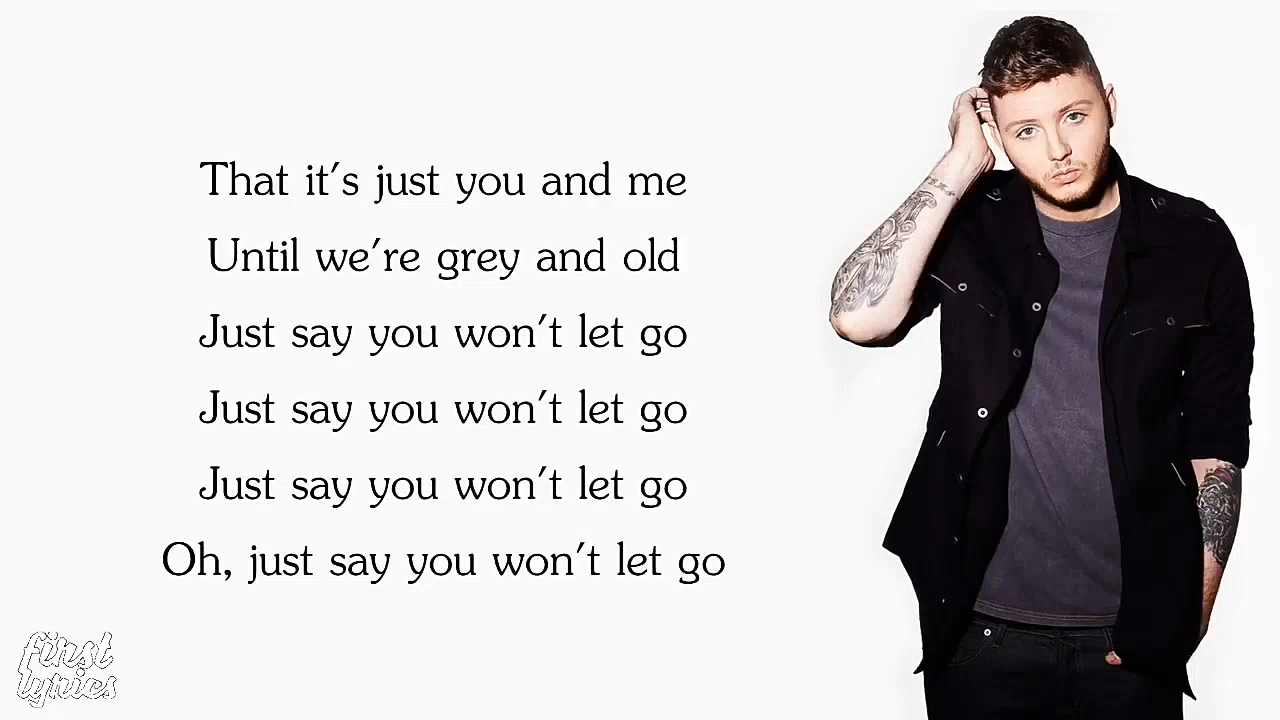 That it’s just you and me
Until we’re grey and old
Just say you won’t let go
Just say you won’t let go
Just say you won’t let go
Oh, just say you won’t let go
first
lyrics